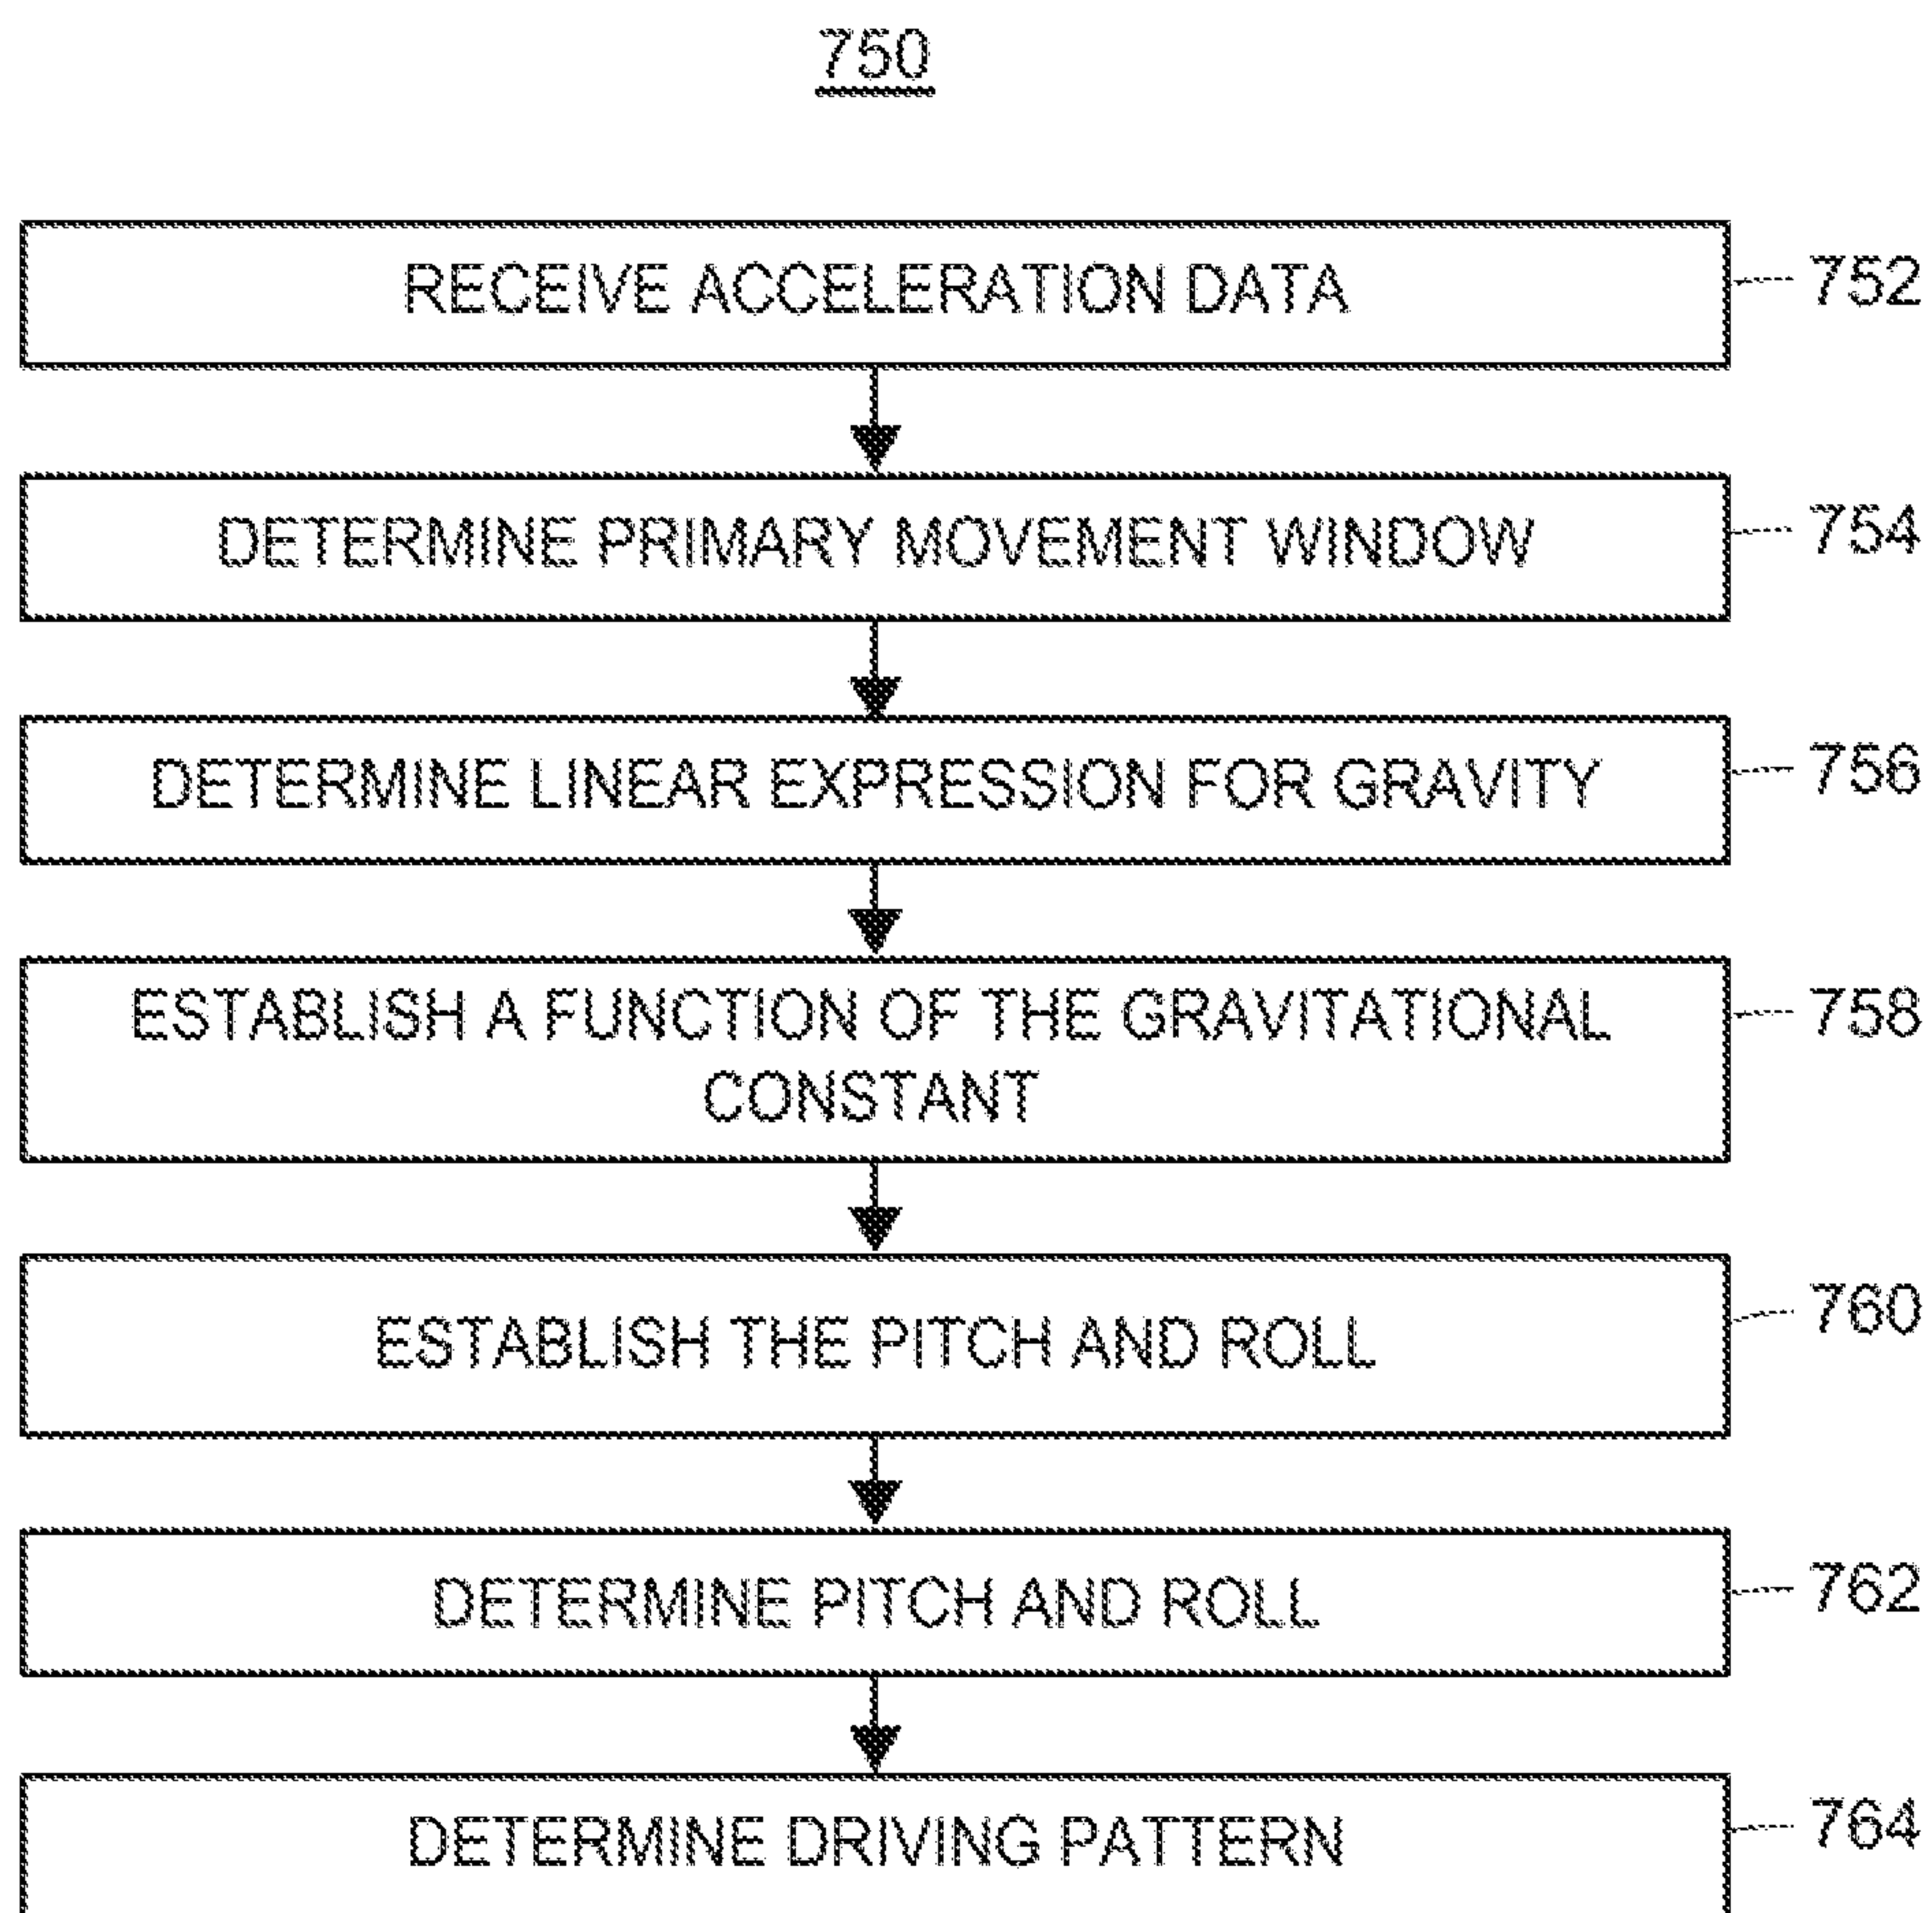 750
RECEIVE ACCELERATION DATA
752
DETERMINE PRIMARY MOVEMENT WINDOW
754
DETERMINE LINEAR EXPRESSION FOR GRAVITY
756
ESTABLISH A FUNCTION OF THE GRAVITATIONAL
CONSTANT
758
ESTABLISH THE PITCH AND ROLL
760
DETERMINE PITCH AND ROLL
762
DETERMINE DRIVING PATTERN
764